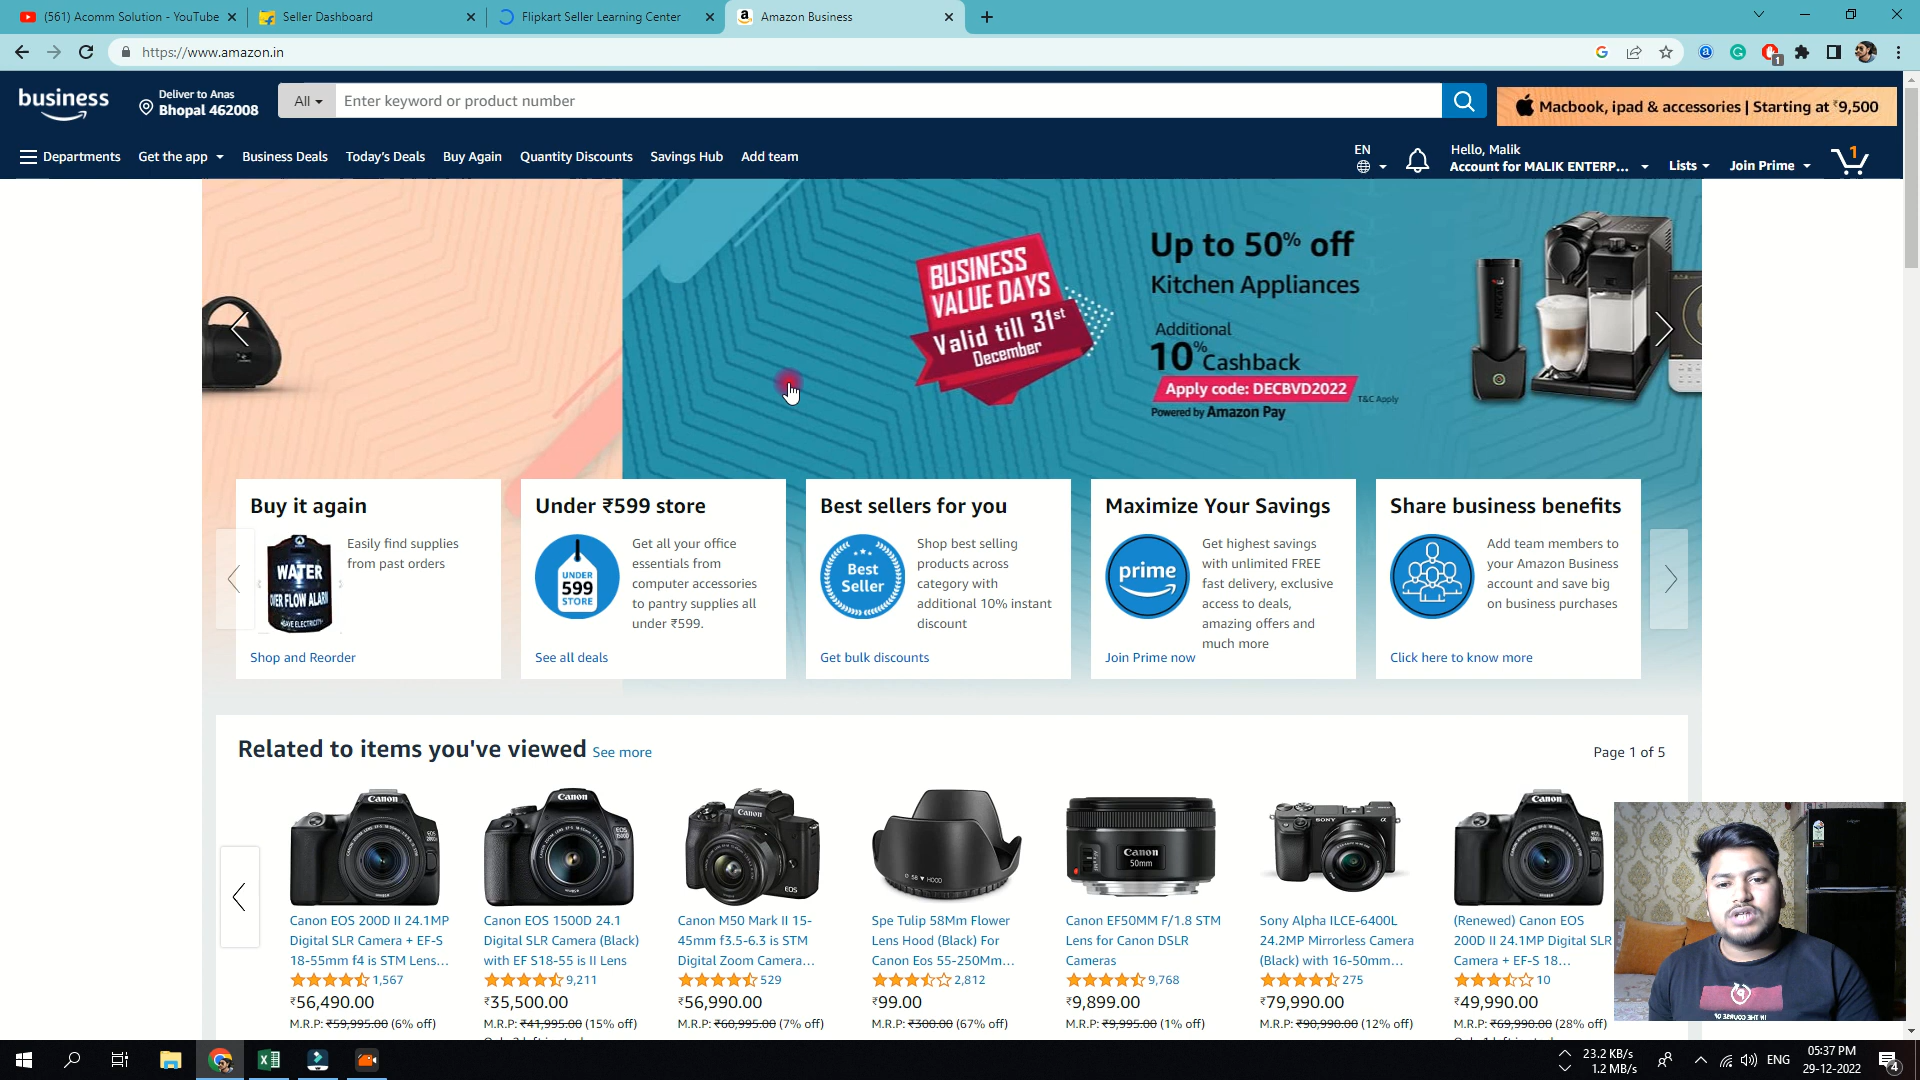 (561) Acomm Solution - YouTube
Seller Dashboard
Flipkart Seller Learning Center
Amazon Business
https://www.amazon.in
1
business
Deliver to Anas
Bhopal 462008
All
Enter keyword or product number
Macbook, ipad & accessories | Starting at ₹9,500
Departments
Get the app
Business Deals
Today's Deals
Buy Again
Quantity Discounts
Savings Hub
Add team
EN
Hello, Malik
Account for MALIK ENTERP...
Lists
Join Prime
1
BUSINESS
VALUE DAYS
Valid till 31st
December
Up to 50% off
Kitchen Appliances
Additional
10% Cashback
Apply code: DECBVD2022
T&C Apply
Powered by Amazon Pay
Buy it again
WATER
OVER FLOW ALARM
SAVE ELECTRICITY
Easily find supplies
from past orders
Shop and Reorder
Under ₹599 store
UNDER
599
STORE
Get all your office
essentials from
computer accessories
to pantry supplies all
under ₹599.
See all deals
Best sellers for you
Best
Seller
Shop best selling
products across
category with
additional 10% instant
discount
Get bulk discounts
Maximize Your Savings
prime
Get highest savings
with unlimited FREE
fast delivery, exclusive
access to deals,
amazing offers and
much more
Join Prime now
Share business benefits
Add team members to
your Amazon Business
account and save big
on business purchases
Click here to know more
Related to items you've viewed See more
Page 1 of 5
Canon
Canon EOS 200D II 24.1MP
Digital SLR Camera + EF-S
18-55mm f4 is STM Lens...
1,567
₹56,490.00
M.R.P: ₹59,995.00 (6% off)
Canon
Canon EOS 1500D 24.1
Digital SLR Camera (Black)
with EF S18-55 is II Lens
9,211
₹35,500.00
M.R.P: ₹41,995.00 (15% off)
Canon
EOS
Canon M50 Mark II 15-
45mm f3.5-6.3 is STM
Digital Zoom Camera...
529
₹56,990.00
M.R.P: ₹60,995.00 (7% off)
Spe Tulip 58Mm Flower
Lens Hood (Black) For
Canon Eos 55-250Mm...
2,812
₹99.00
M.R.P: ₹300.00 (67% off)
Canon
50mm
Canon EF50MM F/1.8 STM
Lens for Canon DSLR
Cameras
9,768
₹9,899.00
M.R.P: ₹9,995.00 (1% off)
SONY
Sony Alpha ILCE-6400L
24.2MP Mirrorless Camera
(Black) with 16-50mm...
275
₹79,990.00
M.R.P: ₹90,990.00 (12% off)
Canon
(Renewed) Canon EOS
200D II 24.1MP Digital SLR
Camera + EF-S 18...
10
₹49,990.00
M.R.P: ₹69,990.00 (28% off)
23.2 KB/s
1.2 MB/s
ENG
05:37 PM
29-12-2022
4